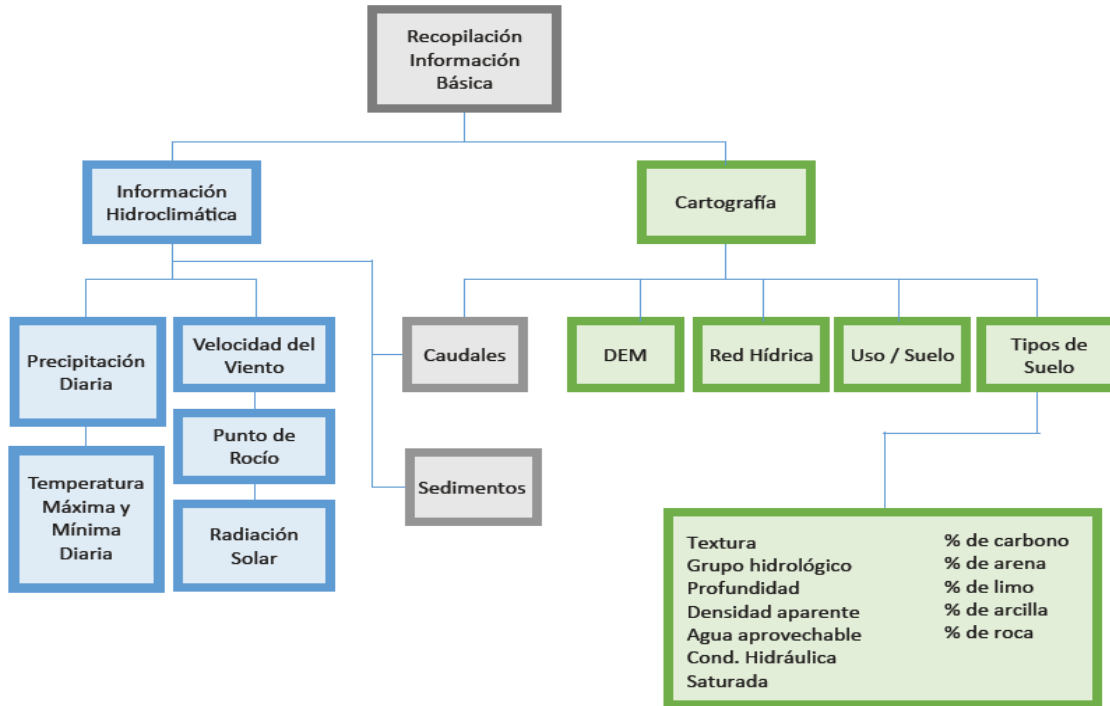 Recopilación
Información
Básica
Información
Hidroclimática
Cartografía
Precipitación
Diaria
Velocidad del
Viento
Caudales
DEM
Red Hídrica
Uso / Suelo
Tipos de
Suelo
Punto de
Rocío
Temperatura
Máxima y
Mínima
Diaria
Radiación
Solar
Sedimentos
Textura
Grupo hidrológico
Profundidad
Densidad aparente
Agua aprovechable
Cond. Hidráulica
Saturada
% de carbono
% de arena
% de limo
% de arcilla
% de roca